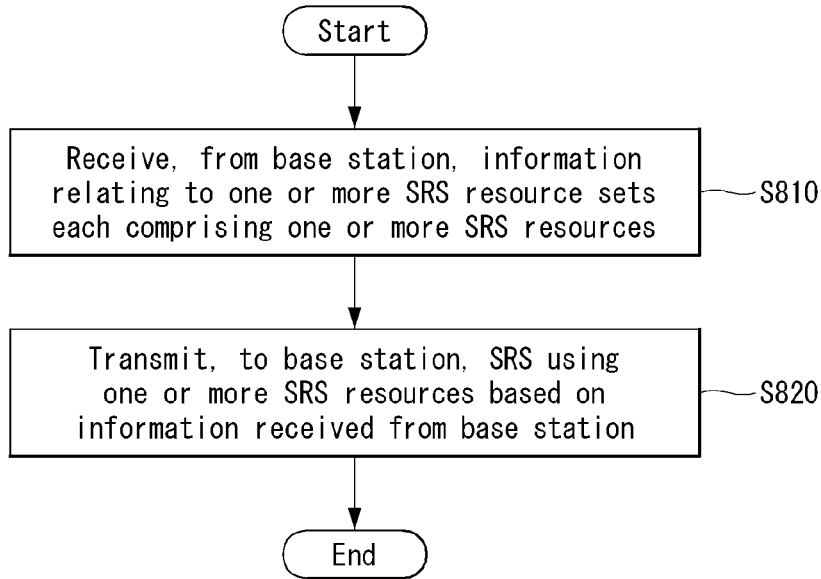 Start
Receive, from base station, information
relating to one or more SRS resource sets
each comprising one or more SRS resources
S810
Transmit, to base station, SRS using
one or more SRS resources based on
information received from base station
S820
End